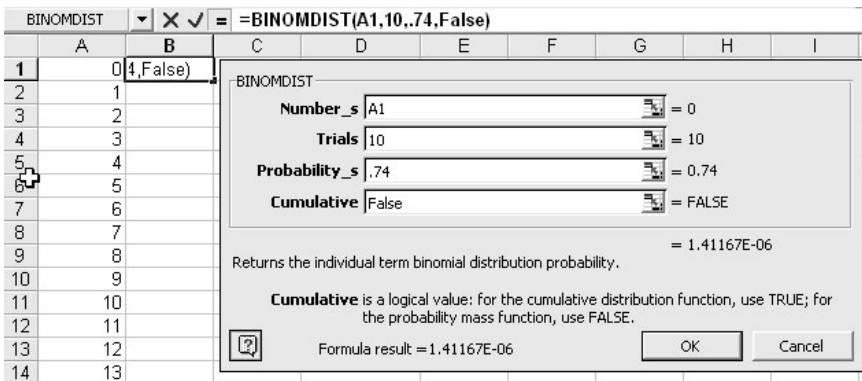 BINOMDIST = =BINOMDIST(A1,10,.74,False)
A B C D E F G H I
1 0 4,False)
2 1
3 2
4 3
5 4
6 5
7 6
8 7
9 8
10 9
11 10
12 11
13 12
14 13
BINOMDIST
Number_s A1 = 0
Trials 10 = 10
Probability_s .74 = 0.74
Cumulative False = FALSE
= 1.41167E-06
Returns the individual term binomial distribution probability.
Cumulative is a logical value: for the cumulative distribution function, use TRUE; for
the probability mass function, use FALSE.
? Formula result =1.41167E-06 OK Cancel